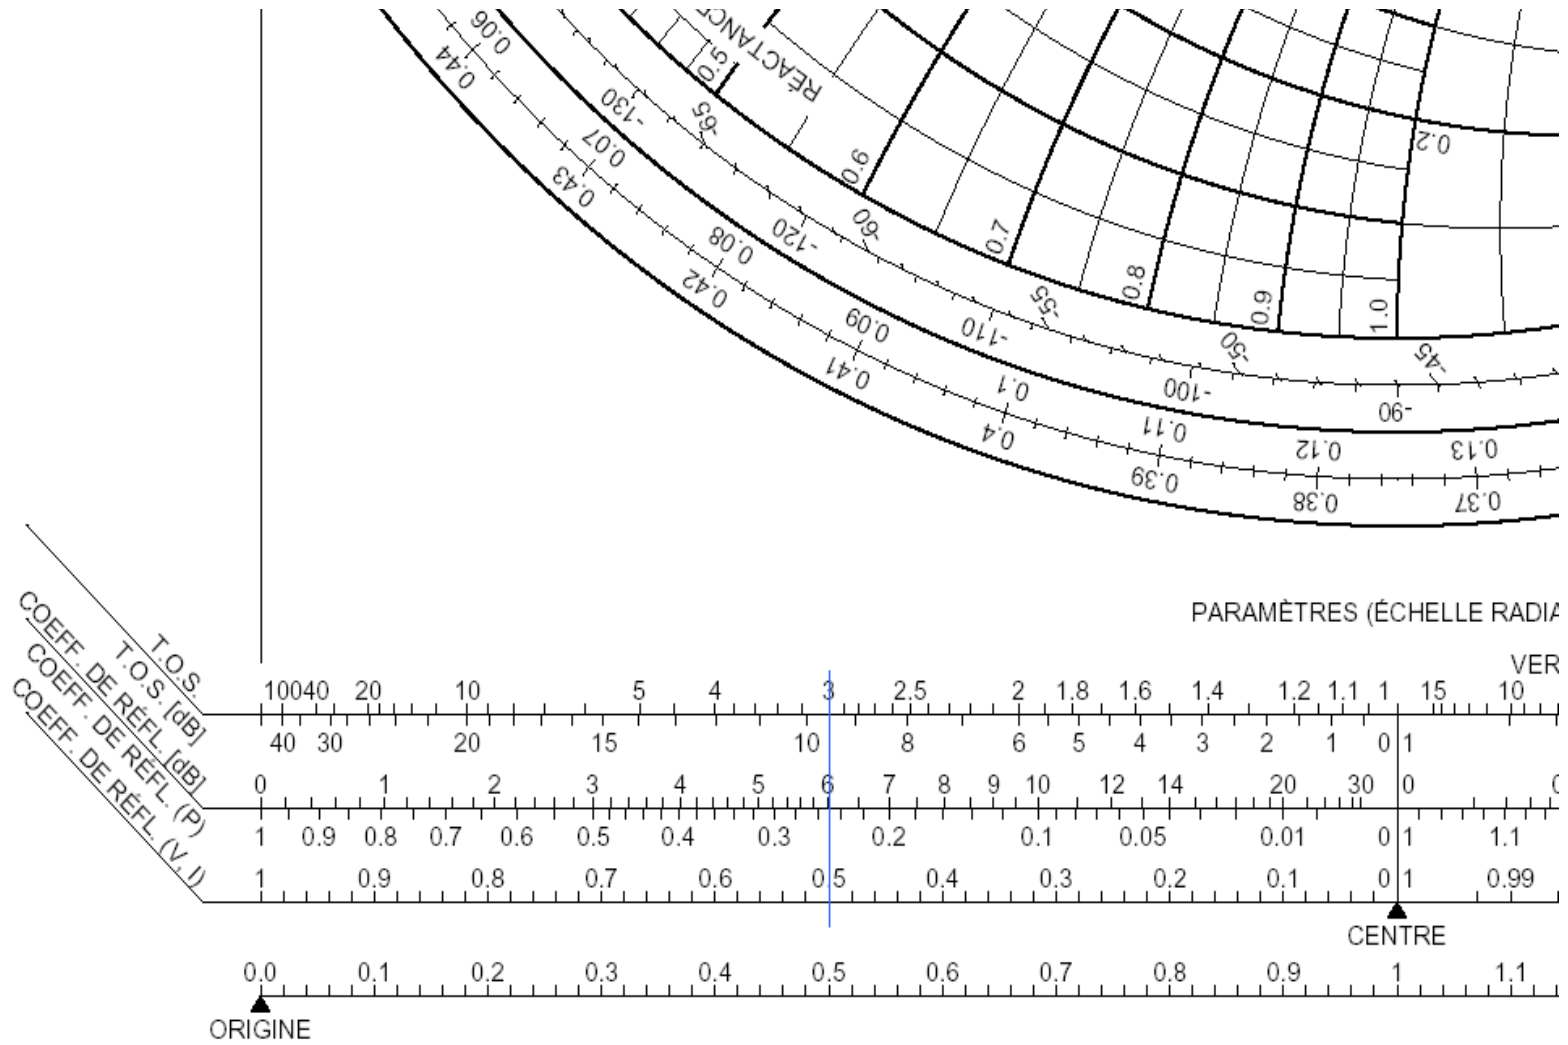 0.06
0.44
-130
0.07
0.43
0.5
RÉACTANC
-65
0.6
-120
0.08
0.42
-60
0.7
0.09
0.41
-110
-55
0.8
0.1
0.4
-100
-50
0.9
0.11
0.39
1.0
0.2
-45
-90
0.12
0.38
0.13
0.37
PARAMÈTRES (ÉCHELLE RADIA
VER
T.O.S.
T.O.S. [dB]
COEFF. DE RÉFL. [dB]
COEFF. DE RÉFL. (P)
COEFF. DE RÉFL. (V, I)
100 40 20 10 5 4 3 2.5 2 1.8 1.6 1.4 1.2 1.1 1 15 10
40 30 20 15 10 8 6 5 4 3 2 1 0 1
0 1 2 3 4 5 6 7 8 9 10 12 14 20 30 0 0
1 0.9 0.8 0.7 0.6 0.5 0.4 0.3 0.2 0.1 0.05 0.01 0 1 1.1
1 0.9 0.8 0.7 0.6 0.5 0.4 0.3 0.2 0.1 0 1 0.99
CENTRE
0.0 0.1 0.2 0.3 0.4 0.5 0.6 0.7 0.8 0.9 1 1.1
ORIGINE